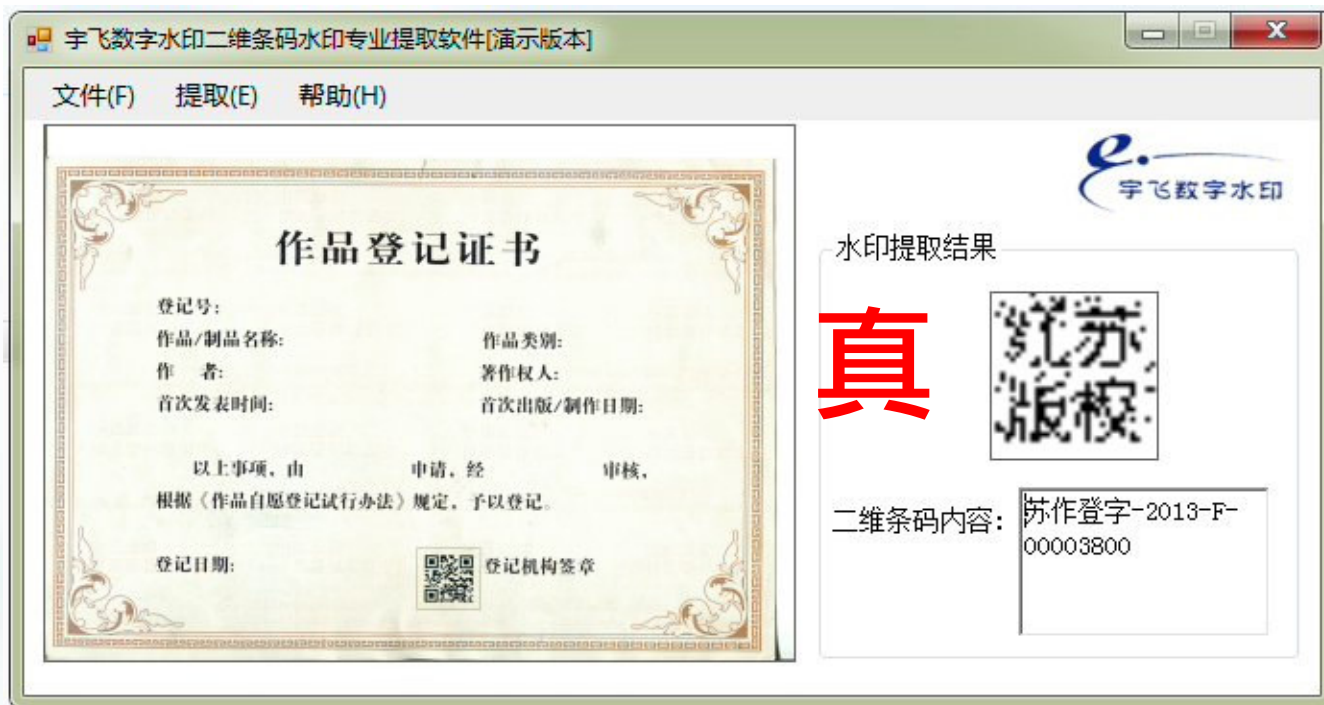 宇飞数字水印二维条码水印专业提取软件[演示版本]
文件(F) 提取(E) 帮助(H)
作品登记证书
登记号:
作品/制品名称: 作品类别:
作 者: 著作权人:
首次发表时间: 首次出版/制作日期:
以上事项,由 申请,经 审核,
根据《作品自愿登记试行办法》规定,予以登记。
登记日期: 登记机构签章
宇飞数字水印
水印提取结果
真
江苏
版权
二维条码内容:
苏作登字-2013-F-
00003800